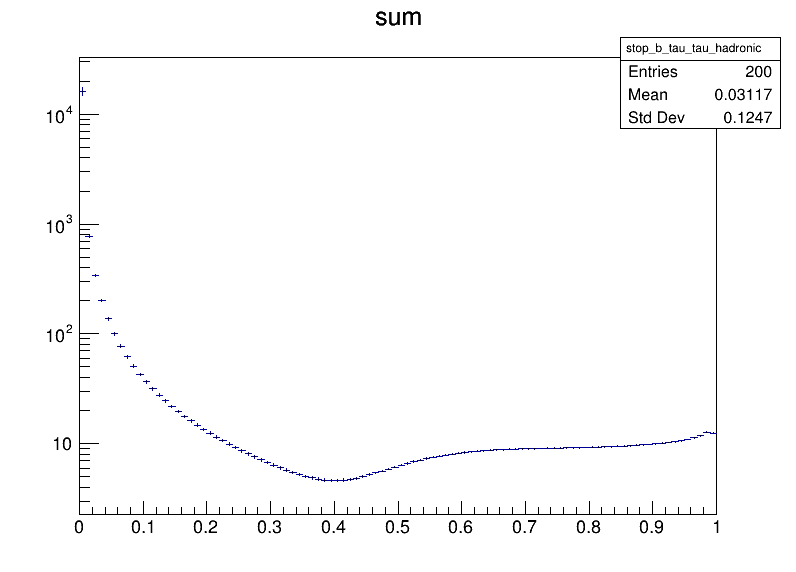 sum
stop_b_tau_tau_hadronic
Entries 200
Mean 0.03117
Std Dev 0.1247
10^4
10^3
10^2
10
0 0.1 0.2 0.3 0.4 0.5 0.6 0.7 0.8 0.9 1